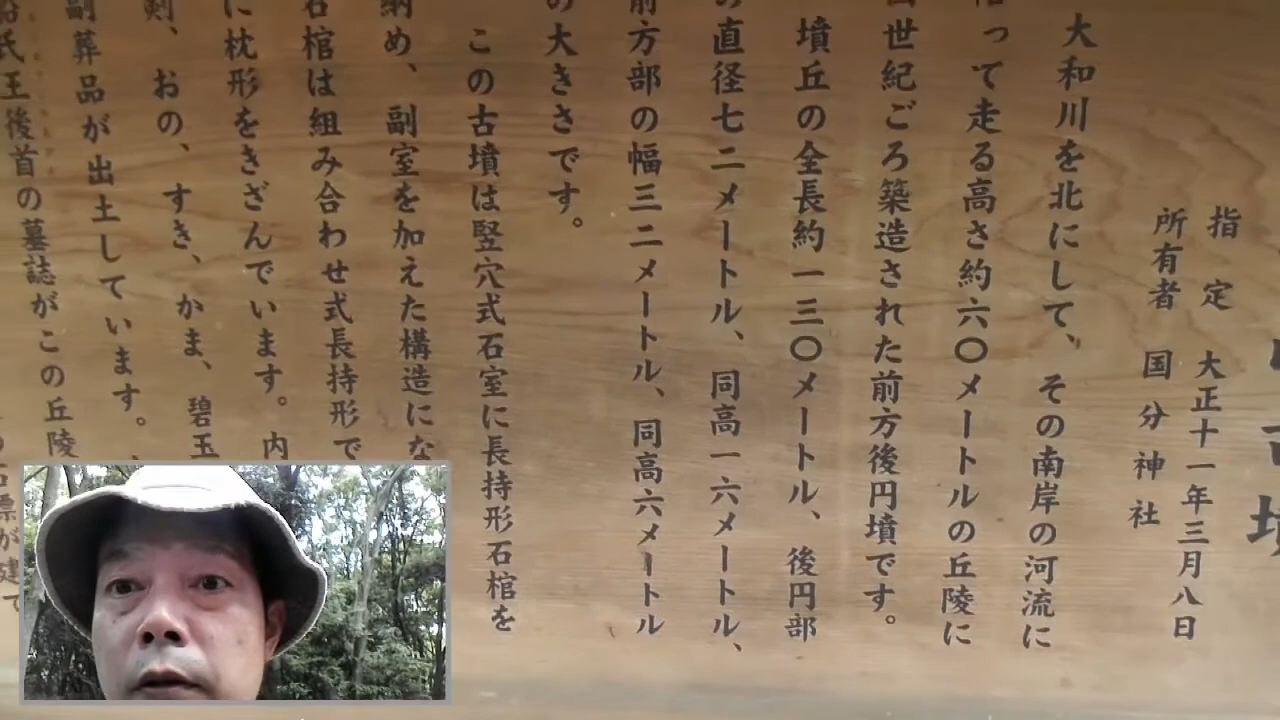 古墳
指定 大正十一年三月八日
所有者 国分神社
大和川を北にして、その南岸の河流に
沿って走る高さ約六〇メートルの丘陵に
四世紀ごろ築造された前方後円墳です。
墳丘の全長約一三〇メートル、後円部
の直径七二メートル、同高一六メートル、
前方部の幅三二メートル、同高六メートル
の大きさです。
この古墳は竪穴式石室に長持形石棺を
納め、副室を加えた構造にな
石棺は組み合わせ式長持形で
に枕形をきざんでいます。内
剣、おの、すき、かま、碧玉
副葬品が出土しています。
船氏王後首の墓誌がこの丘陵
石標が建て